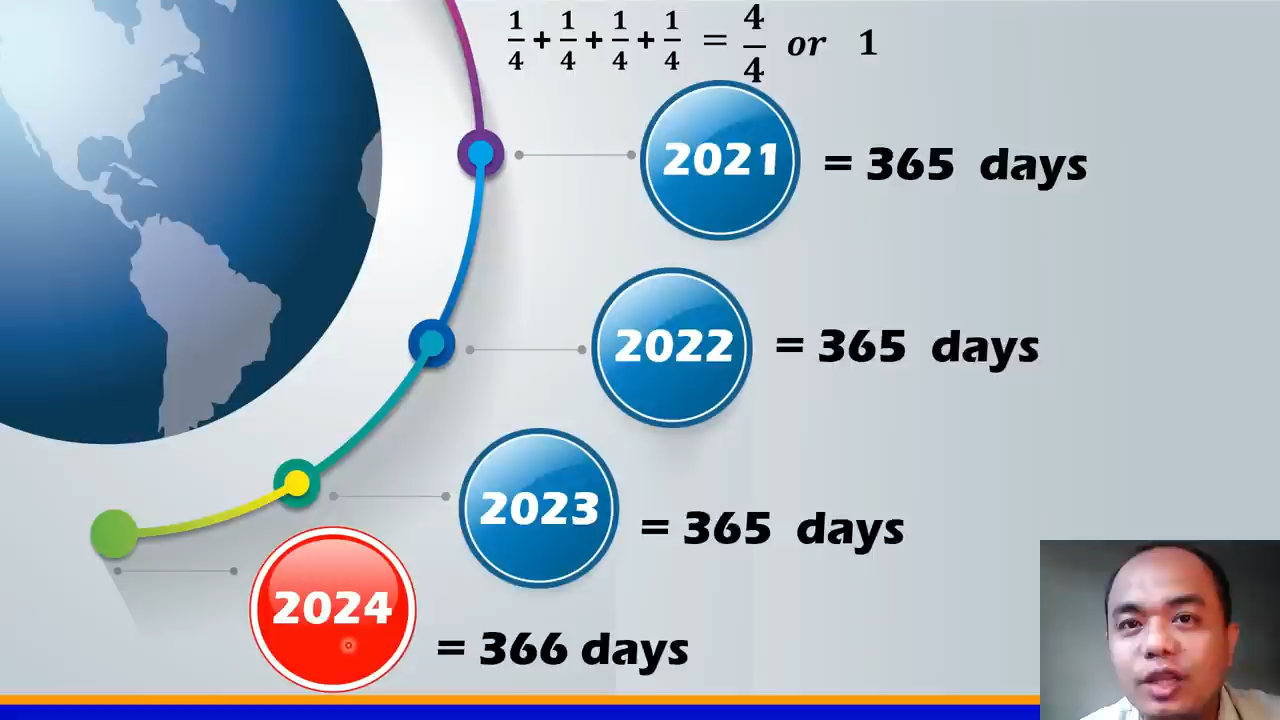 1/4 + 1/4 + 1/4 + 1/4 = 4/4 or 1
2021 = 365 days
2022 = 365 days
2023 = 365 days
2024 = 366 days